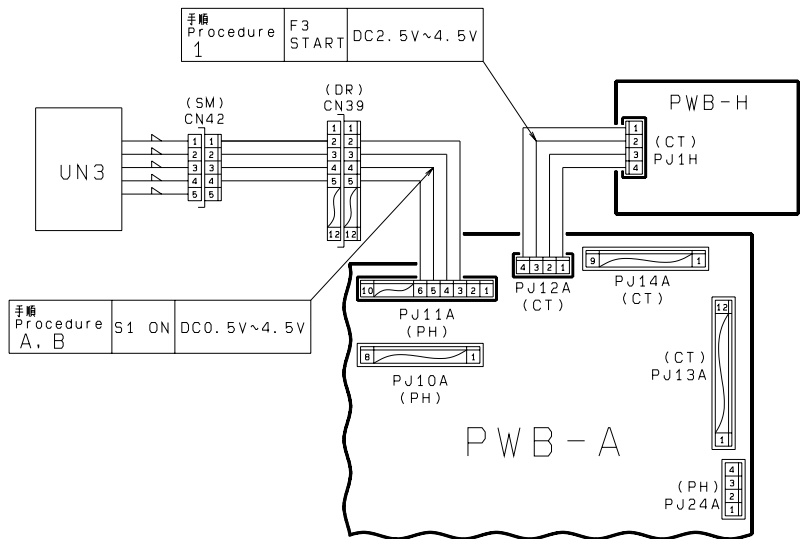 手順
Procedure
1
F3
START
DC2.5V~4.5V
(DR)
CN39
(SM)
CN42
UN3
1 1
2 2
3 3
4 4
5 5
1 1
2 2
3 3
4 4
5 5
12 12
PWB-H
1
2
3
4
(CT)
PJ1H
4 3 2 1
PJ12A
(CT)
9 1
PJ14A
(CT)
10 6 5 4 3 2 1
PJ11A
(PH)
手順
Procedure
A, B
S1 ON
DC0.5V~4.5V
8 1
PJ10A
(PH)
12
1
(CT)
PJ13A
PWB-A
4
3
2
1
(PH)
PJ24A